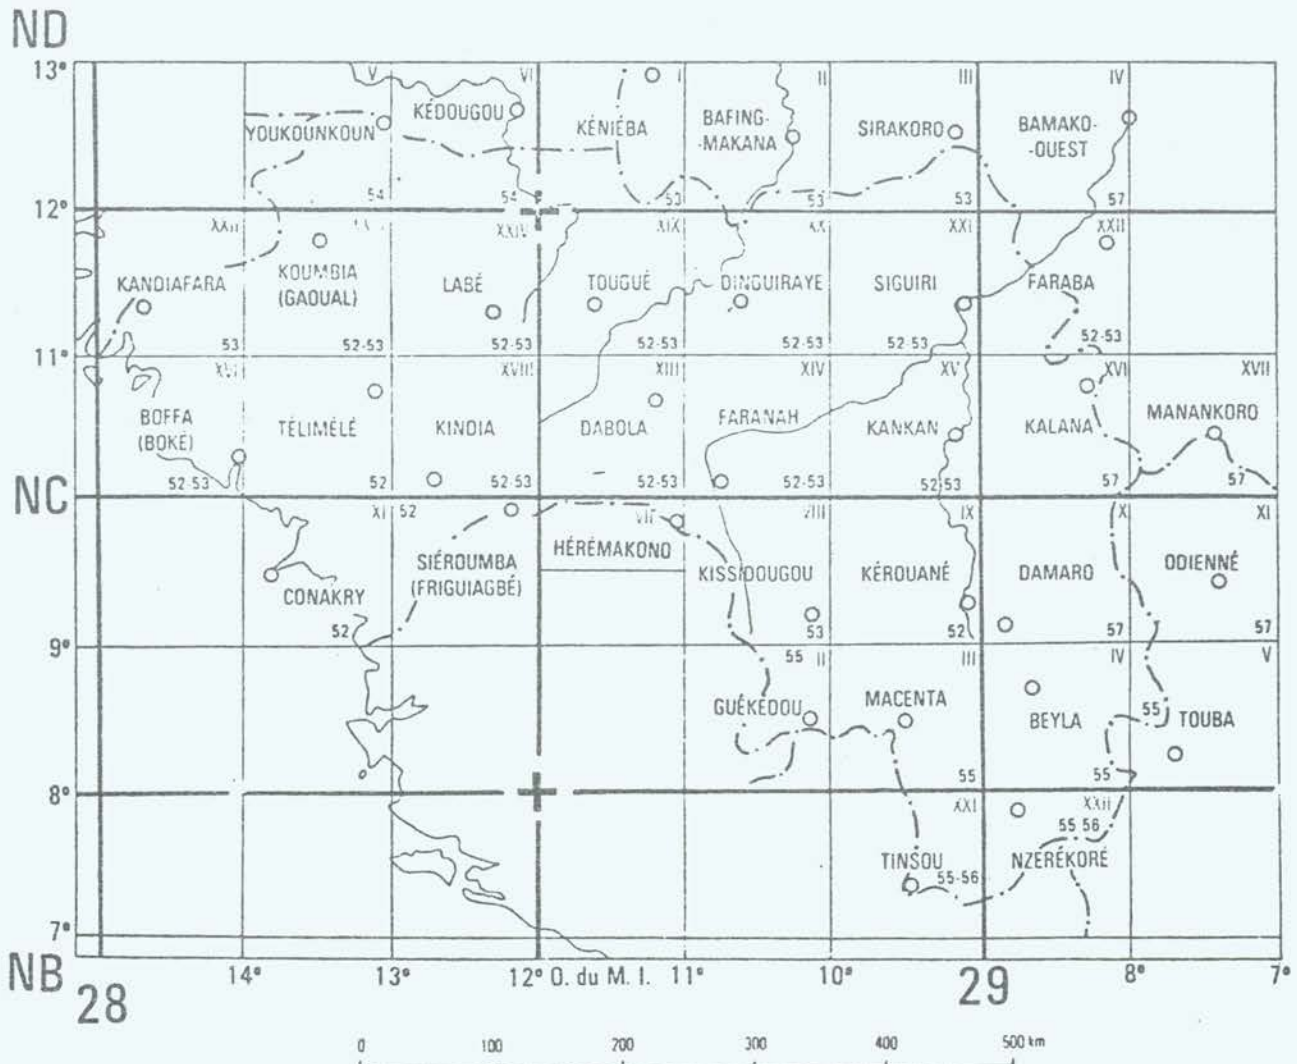 ND
13°
V
VI
I
II
III
IV
YOUKOUNKOUN
KÉDOUGOU
KÉNIÉBA
BAFING-
-MAKANA
SIRAKORO
BAMAKO-
-OUEST
54
54
53
53
53
57
12°
XXII
XXIV
XIX
XX
XXI
XXII
KANDIAFARA
KOUMBIA
(GAOUAL)
LABÉ
TOUGUÉ
DINGUIRAYE
SIGUIRI
FARABA
53
52-53
52-53
52-53
52-53
52-53
52-53
11°
XVIII
XIII
XIV
XV
XVI
XVII
BOFFA
(BOKÉ)
TÉLIMÉLÉ
KINDIA
DABOLA
FARANAH
KANKAN
KALANA
MANANKORO
52-53
52
52-53
52-53
52-53
52-53
57
57
NC
10°
XI
52
VII
VIII
IX
X
XI
CONAKRY
SIÉROUMBA
(FRIGUIAGBÉ)
HÉRÉMAKONO
KISSIDOUGOU
KÉROUANÉ
DAMARO
ODIENNÉ
52
53
52
57
57
9°
55
II
III
IV
V
GUÉKÉDOU
MACENTA
BEYLA
55
TOUBA
55
55
8°
XXI
XXII
55-56
TINSOU
NZERÉKORÉ
55-56
7°
NB
28
14°
13°
12° O. du M. I.
11°
10°
29
8°
7°
0
100
200
300
400
500 km